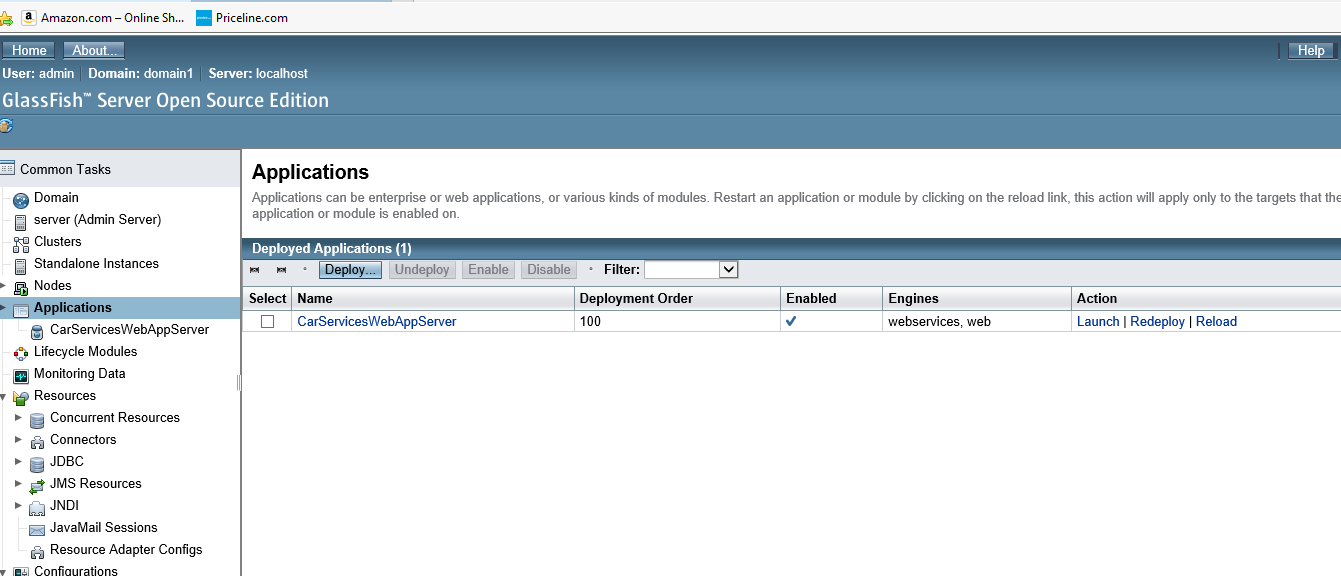 Amazon.com – Online Sh... Priceline.com
Home About... Help
User: admin Domain: domain1 Server: localhost
GlassFish™ Server Open Source Edition
Common Tasks
Domain
server (Admin Server)
Clusters
Standalone Instances
Nodes
Applications
CarServicesWebAppServer
Lifecycle Modules
Monitoring Data
Resources
Concurrent Resources
Connectors
JDBC
JMS Resources
JNDI
JavaMail Sessions
Resource Adapter Configs
Configurations
Applications
Applications can be enterprise or web applications, or various kinds of modules. Restart an application or module by clicking on the reload link, this action will apply only to the targets that the
application or module is enabled on.
Deployed Applications (1)
Deploy... Undeploy Enable Disable Filter:
Select Name Deployment Order Enabled Engines Action
CarServicesWebAppServer 100 webservices, web Launch | Redeploy | Reload